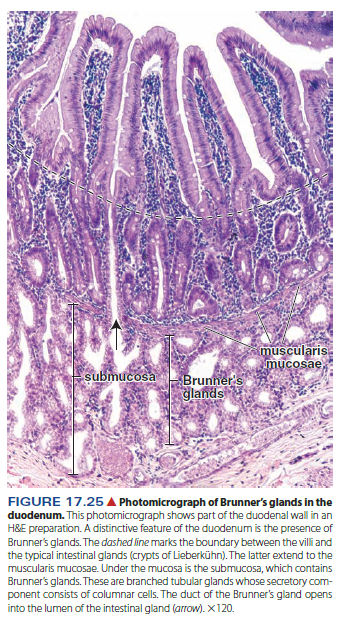 muscularis
mucosae
submucosa
Brunner's
glands
FIGURE 17.25 ▲ Photomicrograph of Brunner's glands in the
duodenum. This photomicrograph shows part of the duodenal wall in an
H&E preparation. A distinctive feature of the duodenum is the presence of
Brunner's glands. The dashed line marks the boundary between the villi and
the typical intestinal glands (crypts of Lieberkühn). The latter extend to the
muscularis mucosae. Under the mucosa is the submucosa, which contains
Brunner's glands. These are branched tubular glands whose secretory com-
ponent consists of columnar cells. The duct of the Brunner's gland opens
into the lumen of the intestinal gland (arrow). ×120.